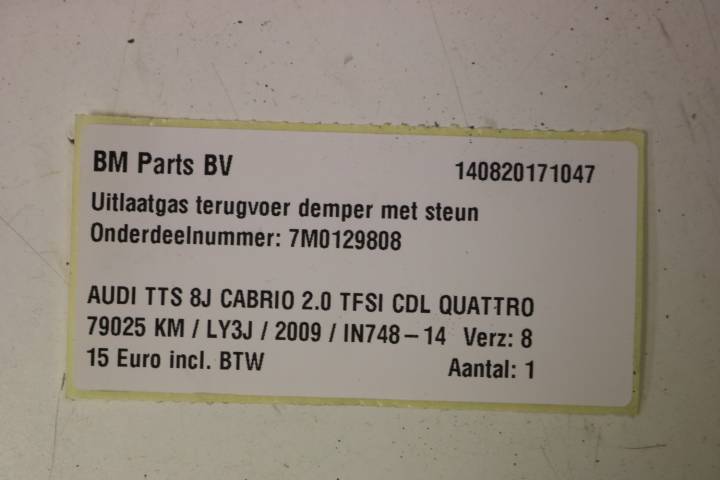 BM Parts BV 140820171047
Uitlaatgas terugvoer demper met steun
Onderdeelnummer: 7M0129808
AUDI TTS 8J CABRIO 2.0 TFSI CDL QUATTRO
79025 KM / LY3J / 2009 / IN748-14 Verz: 8
15 Euro incl. BTW Aantal: 1